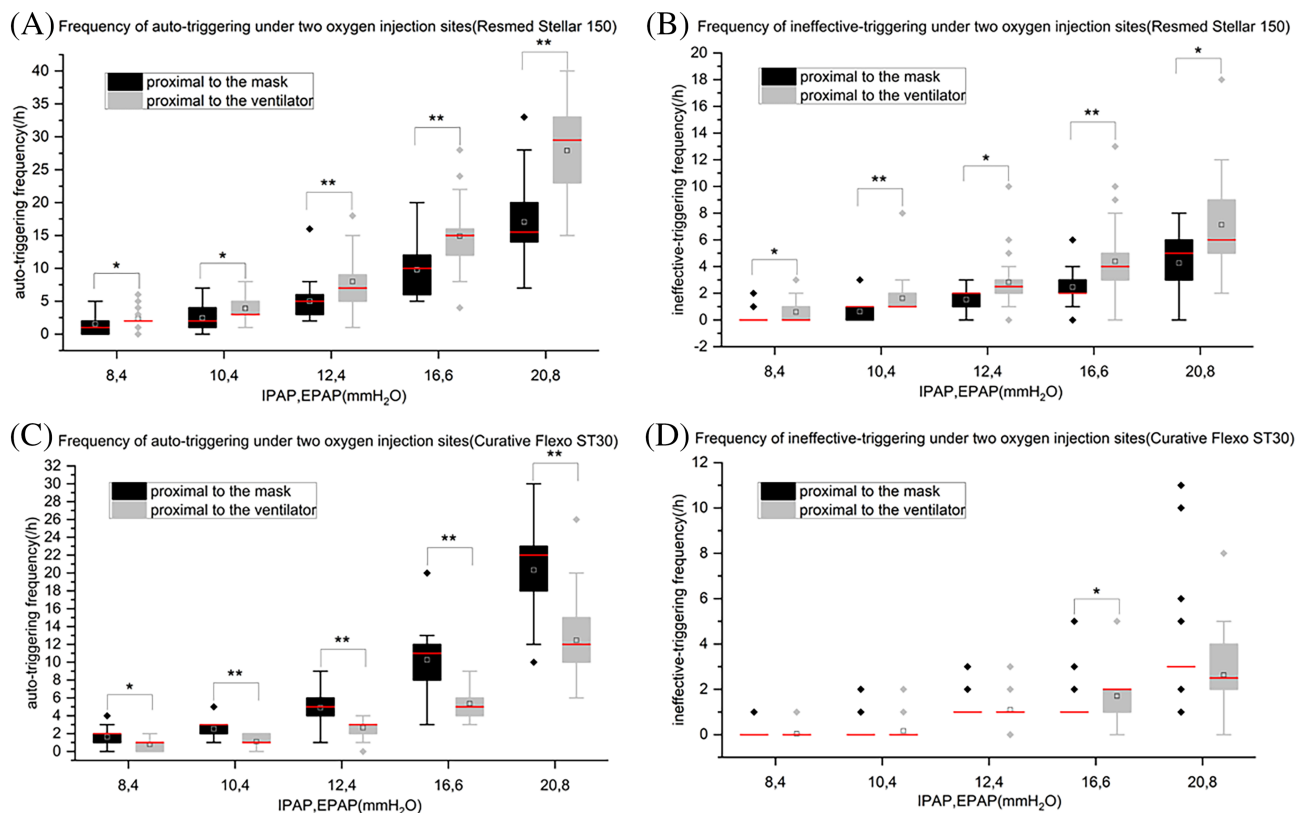 (A) Frequency of auto-triggering under two oxygen injection sites(Resmed Stellar 150)
auto-triggering frequency(/h)
40
35
30
25
20
15
10
5
0
proximal to the mask
proximal to the ventilator
*
*
**
**
**
8,4 10,4 12,4 16,6 20,8
IPAP,EPAP(mmH₂O)
(B) Frequency of ineffective-triggering under two oxygen injection sites(Resmed Stellar 150)
ineffective-triggering frequency(/h)
20
18
16
14
12
10
8
6
4
2
0
-2
proximal to the mask
proximal to the ventilator
*
**
*
**
*
8,4 10,4 12,4 16,6 20,8
IPAP,EPAP(mmH₂O)
(C) Frequency of auto-triggering under two oxygen injection sites(Curative Flexo ST30)
auto-triggering frequency(/h)
32
30
28
26
24
22
20
18
16
14
12
10
8
6
4
2
0
proximal to the mask
proximal to the ventilator
*
**
**
**
**
8,4 10,4 12,4 16,6 20,8
IPAP,EPAP(mmH₂O)
(D) Frequency of ineffective-triggering under two oxygen injection sites(Curative Flexo ST30)
ineffective-triggering frequency(/h)
12
10
8
6
4
2
0
proximal to the mask
proximal to the ventilator
*
8,4 10,4 12,4 16,6 20,8
IPAP,EPAP(mmH₂O)